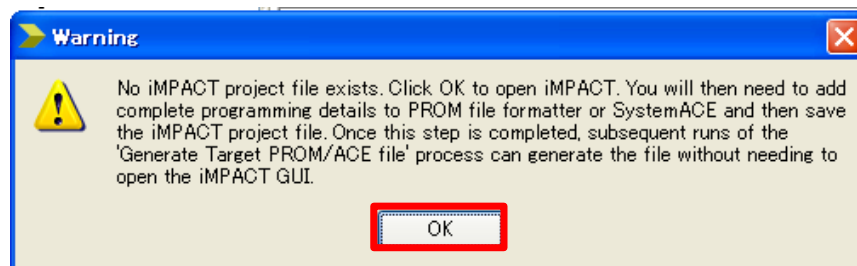 Warning
No iMPACT project file exists. Click OK to open iMPACT. You will then need to add
complete programming details to PROM file formatter or SystemACE and then save
the iMPACT project file. Once this step is completed, subsequent runs of the
'Generate Target PROM/ACE file' process can generate the file without needing to
open the iMPACT GUI.
OK